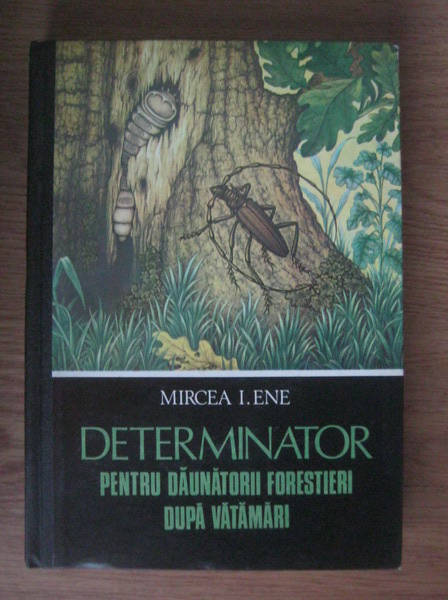 MIRCEA I. ENE
DETERMINATOR
PENTRU DĂUNĂTORII FORESTIERI
DUPĂ VĂTĂMĂRI